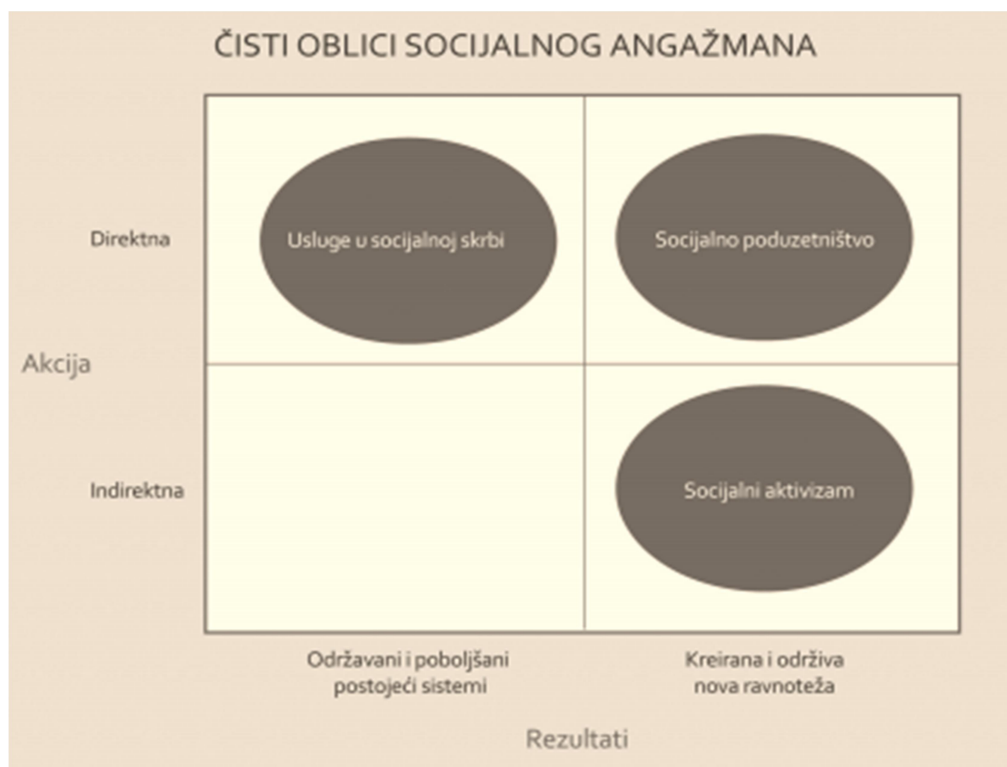 ČISTI OBLICI SOCIJALNOG ANGAŽMANA
Direktna
Usluge u socijalnoj skrbi
Socijalno poduzetništvo
Akcija
Indirektna
Socijalni aktivizam
Održavani i poboljšani
postojeći sistemi
Kreirana i održiva
nova ravnoteža
Rezultati